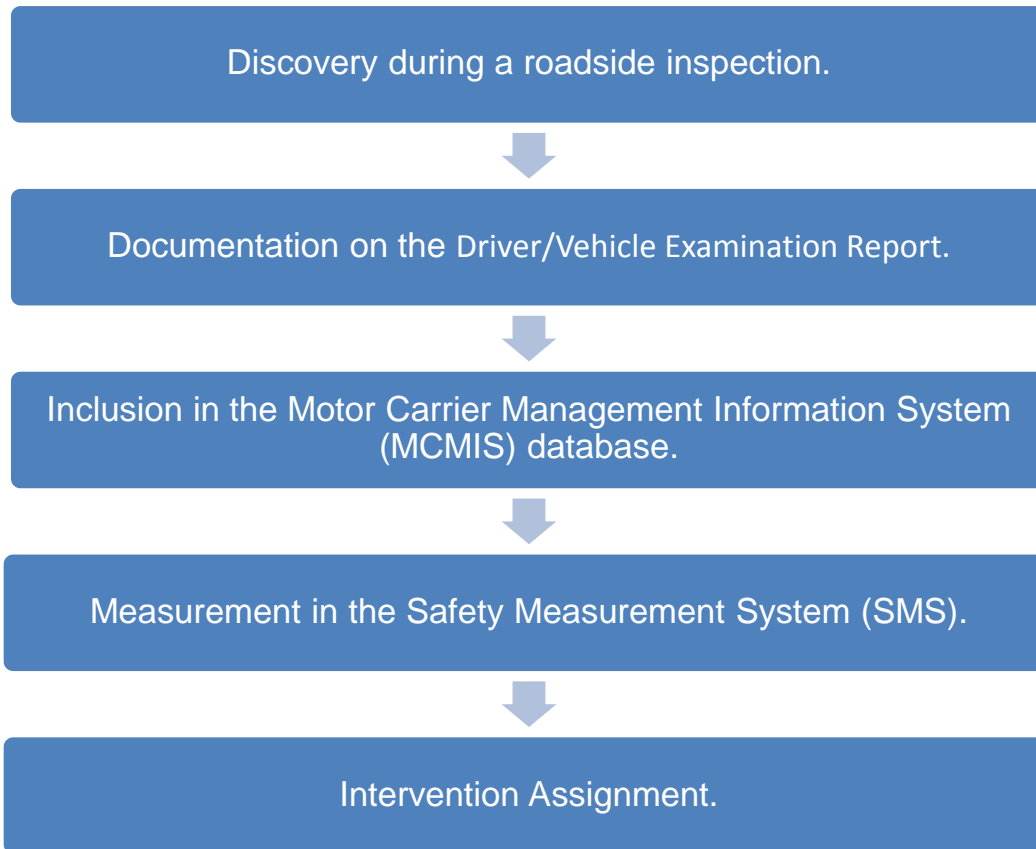 Discovery during a roadside inspection.
Documentation on the Driver/Vehicle Examination Report.
Inclusion in the Motor Carrier Management Information System
(MCMIS) database.
Measurement in the Safety Measurement System (SMS).
Intervention Assignment.